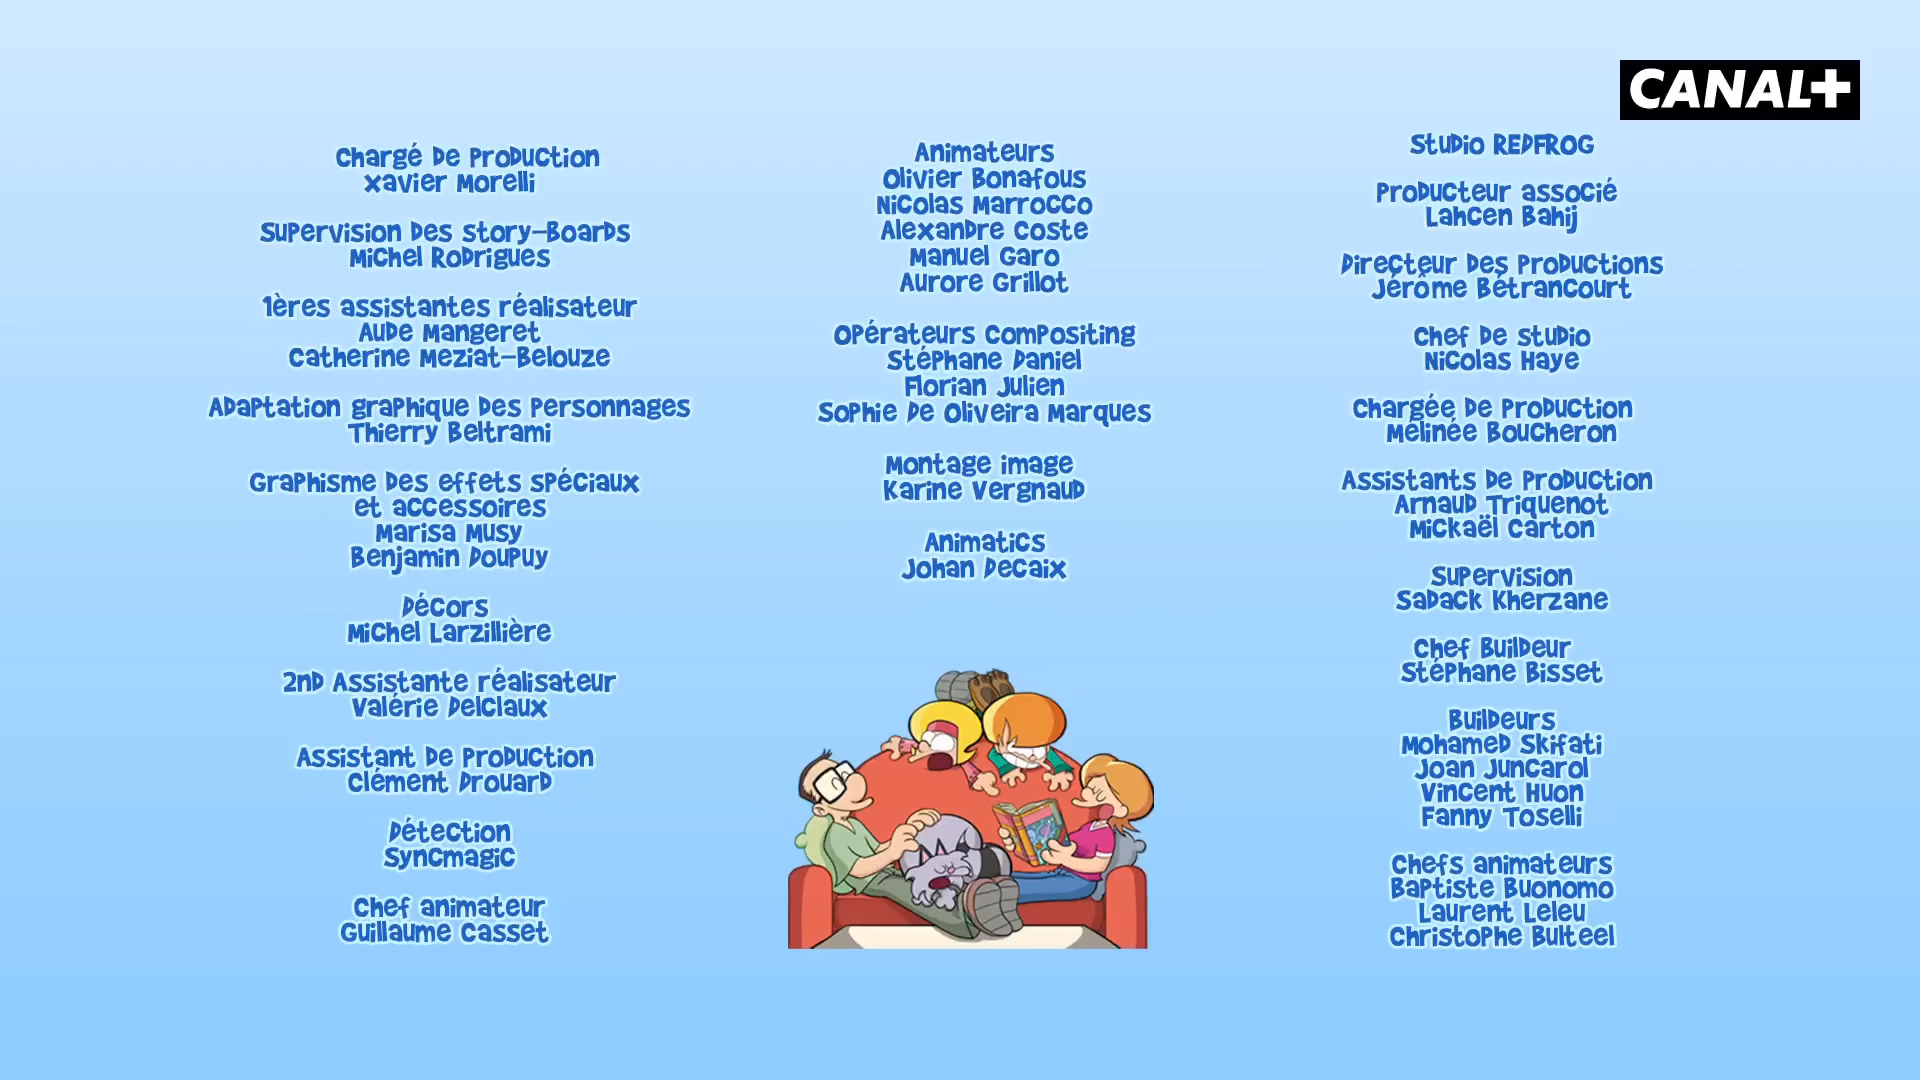 CANAL+
Chargé de Production
Xavier Morelli
Supervision des story-boards
Michel Rodrigues
1ères assistantes réalisateur
Aude Mangeret
Catherine Meziat-Belouze
Adaptation graphique des personnages
Thierry Beltrami
Graphisme des effets spéciaux
et accessoires
Marisa Musy
Benjamin Doupuy
Décors
Michel Larzillière
2nd Assistante réalisateur
Valérie Delclaux
Assistant de production
Clément Drouard
Détection
Syncmagic
Chef animateur
Guillaume Casset
Animateurs
Olivier Bonafous
Nicolas Marrocco
Alexandre Coste
Manuel Garo
Aurore Grillot
Opérateurs compositing
Stéphane Daniel
Florian Julien
Sophie De Oliveira Marques
Montage image
Karine Vergnaud
Animatics
Johan Decaix
Studio REDFROG
Producteur associé
Lahcen Bahij
Directeur des productions
Jérôme Bétrancourt
Chef de studio
Nicolas Haye
Chargée de production
Mélinée Boucheron
Assistants de production
Arnaud Triquenot
Mickaël Carton
Supervision
Sadack Kherzane
Chef Buildeur
Stéphane Bisset
Buildeurs
Mohamed Skifati
Joan Juncarol
Vincent Huon
Fanny Toselli
Chefs animateurs
Baptiste Buonomo
Laurent Leleu
Christophe Bulteel